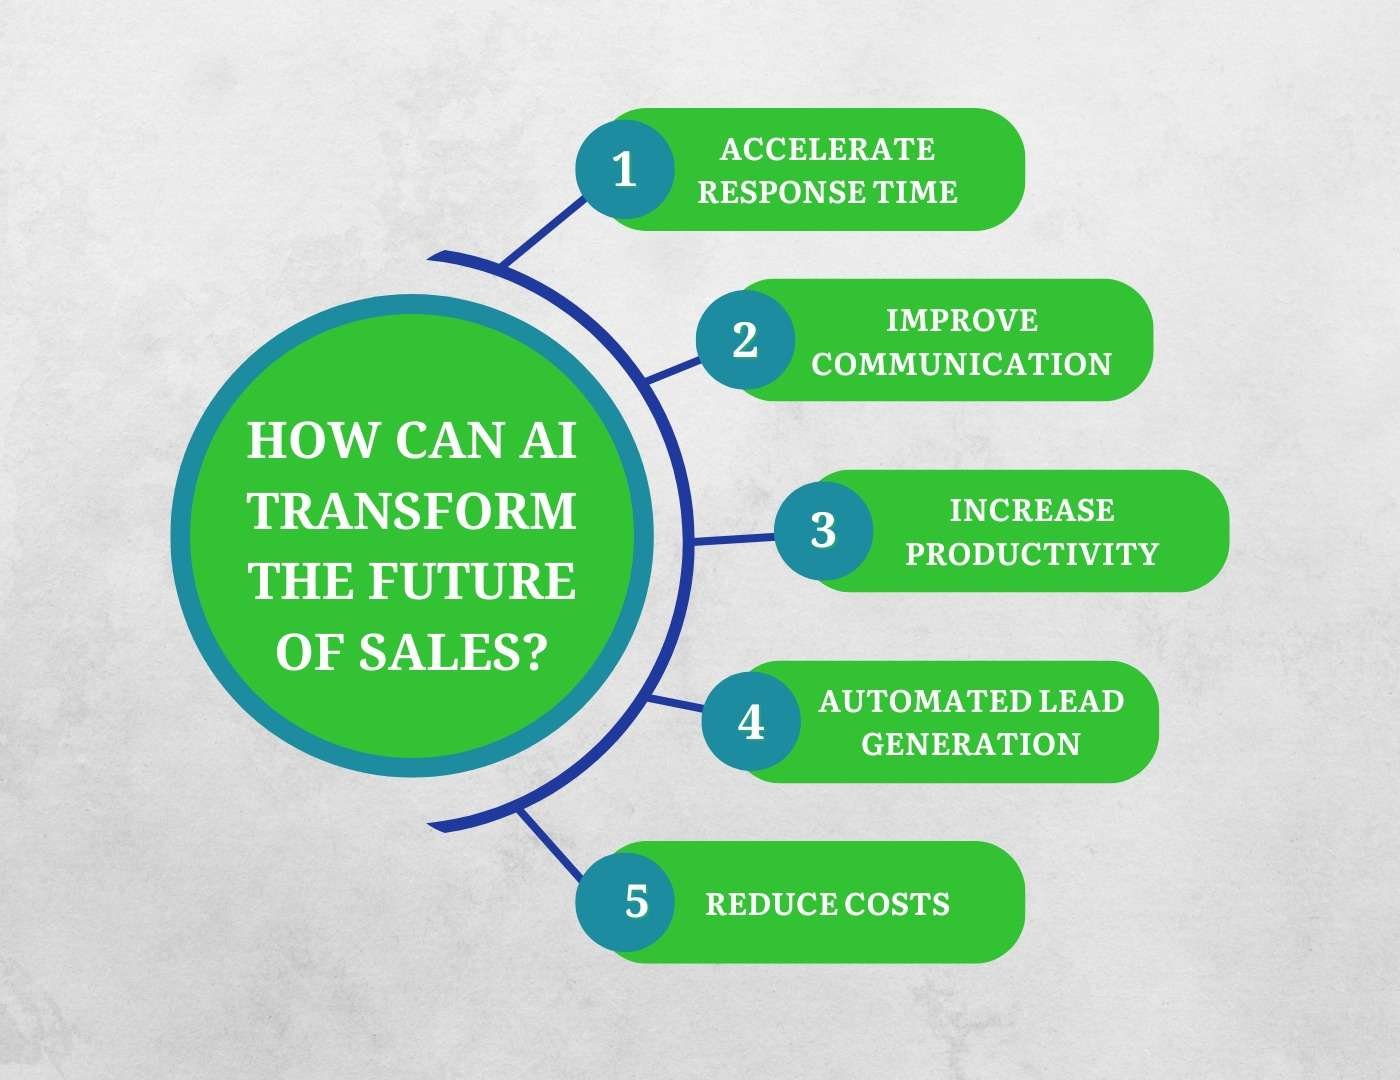 HOW CAN AI
TRANSFORM
THE FUTURE
OF SALES?
1
ACCELERATE
RESPONSE TIME
2
IMPROVE
COMMUNICATION
3
INCREASE
PRODUCTIVITY
4
AUTOMATED LEAD
GENERATION
5
REDUCE COSTS